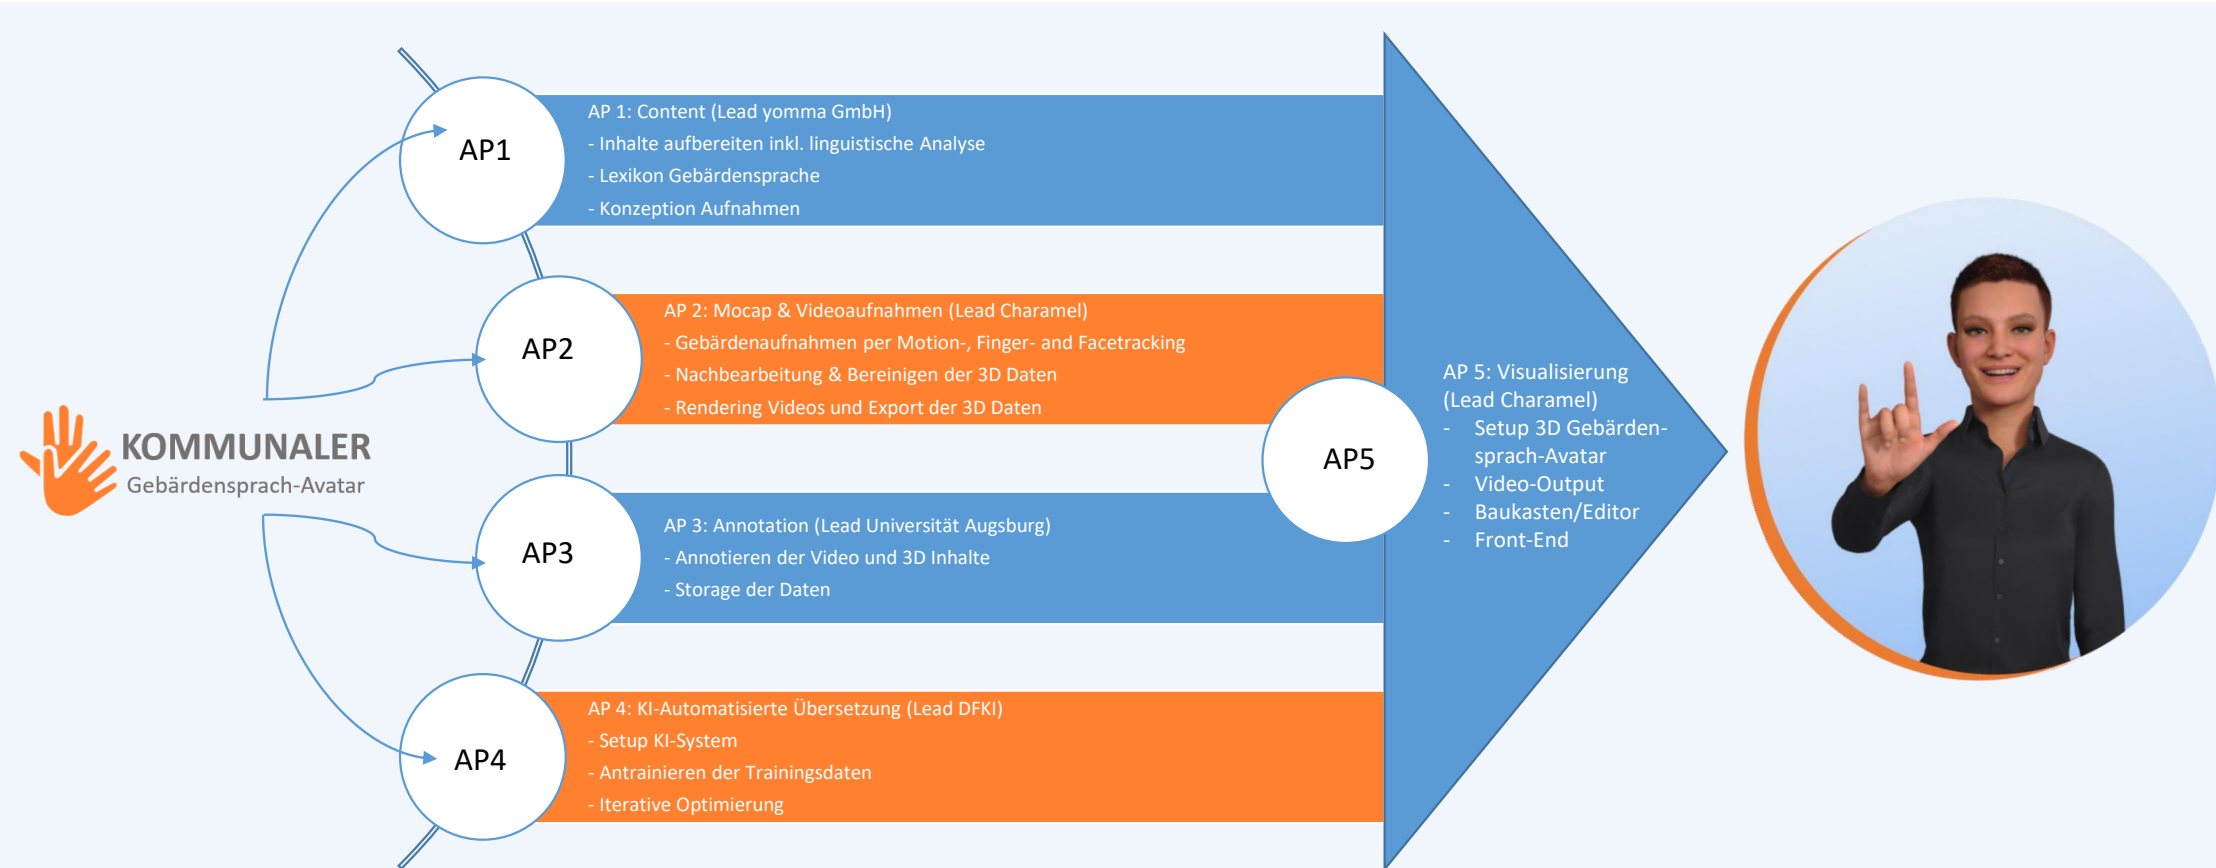 AP1
AP 1: Content (Lead yomma GmbH)
- Inhalte aufbereiten inkl. linguistische Analyse
- Lexikon Gebärdensprache
- Konzeption Aufnahmen
AP2
AP 2: Mocap & Videoaufnahmen (Lead Charamel)
- Gebärdenaufnahmen per Motion-, Finger- and Facetracking
- Nachbearbeitung & Bereinigen der 3D Daten
- Rendering Videos und Export der 3D Daten
KOMMUNALER
Gebärdensprach-Avatar
AP3
AP 3: Annotation (Lead Universität Augsburg)
- Annotieren der Video und 3D Inhalte
- Storage der Daten
AP4
AP 4: KI-Automatisierte Übersetzung (Lead DFKI)
- Setup KI-System
- Antrainieren der Trainingsdaten
- Iterative Optimierung
AP5
AP 5: Visualisierung
(Lead Charamel)
- Setup 3D Gebärden-
sprach-Avatar
- Video-Output
- Baukasten/Editor
- Front-End